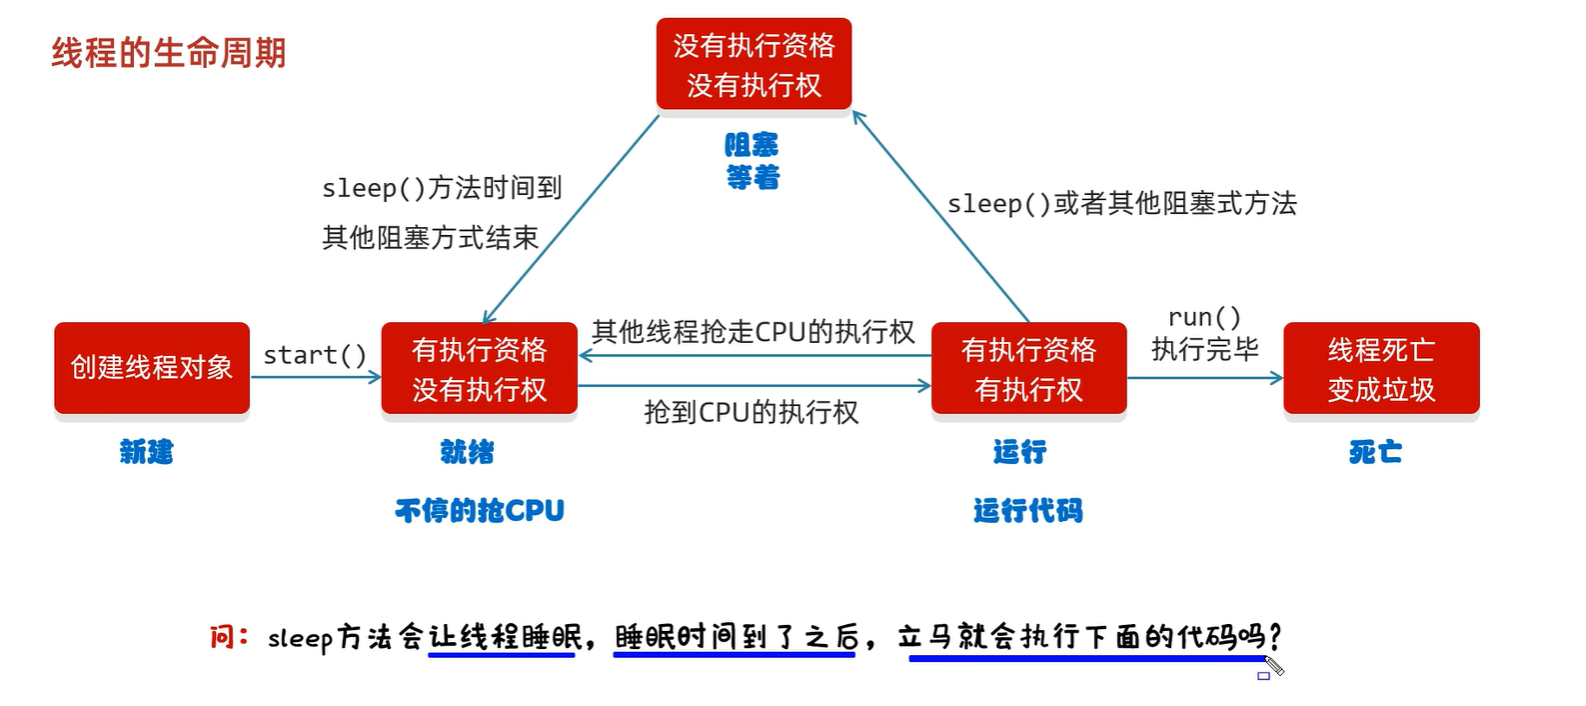 线程的生命周期
没有执行资格
没有执行权
阻塞
等着
sleep()方法时间到
其他阻塞方式结束
sleep()或者其他阻塞式方法
创建线程对象
新建
start()
有执行资格
没有执行权
就绪
不停的抢CPU
其他线程抢走CPU的执行权
抢到CPU的执行权
有执行资格
有执行权
运行
运行代码
run()
执行完毕
线程死亡
变成垃圾
死亡
问：sleep方法会让线程睡眠，睡眠时间到了之后，立马就会执行下面的代码吗？